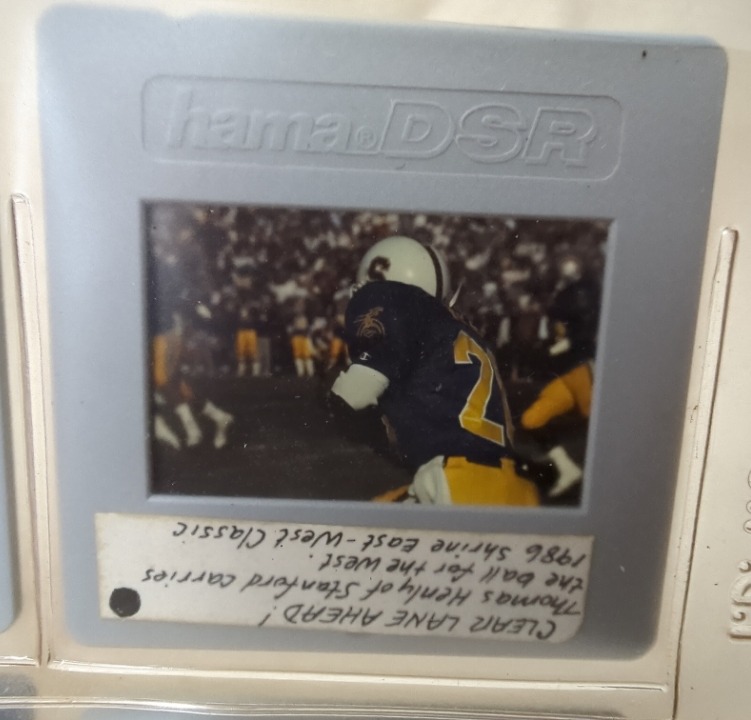 hama® DSR
S
2
CLEAR LANE AHEAD!
Thomas Henly of Stanford carries
the ball for the West.
1986 Shrine East-West Classic